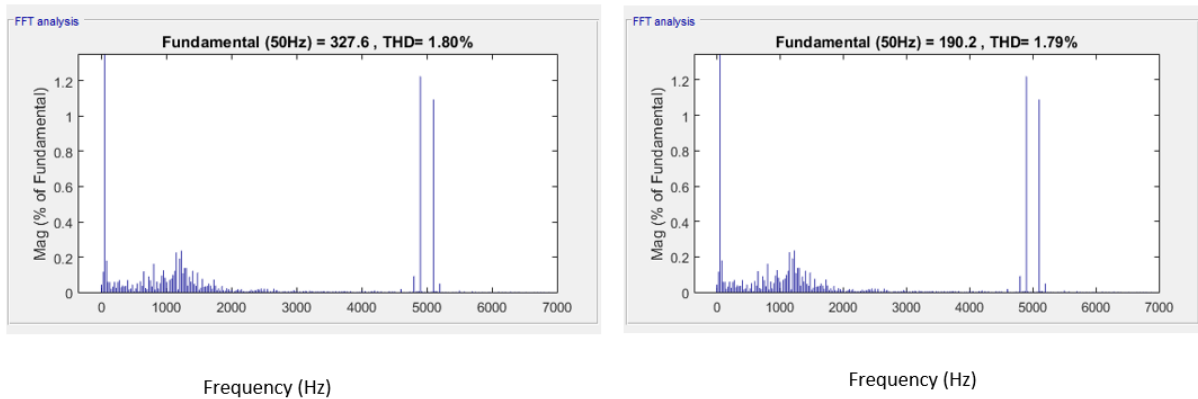 FFT analysis
Fundamental (50Hz) = 327.6 , THD= 1.80%
Mag (% of Fundamental)
1.2
1
0.8
0.6
0.4
0.2
0
0 1000 2000 3000 4000 5000 6000 7000
Frequency (Hz)
FFT analysis
Fundamental (50Hz) = 190.2 , THD= 1.79%
Mag (% of Fundamental)
1.2
1
0.8
0.6
0.4
0.2
0
0 1000 2000 3000 4000 5000 6000 7000
Frequency (Hz)